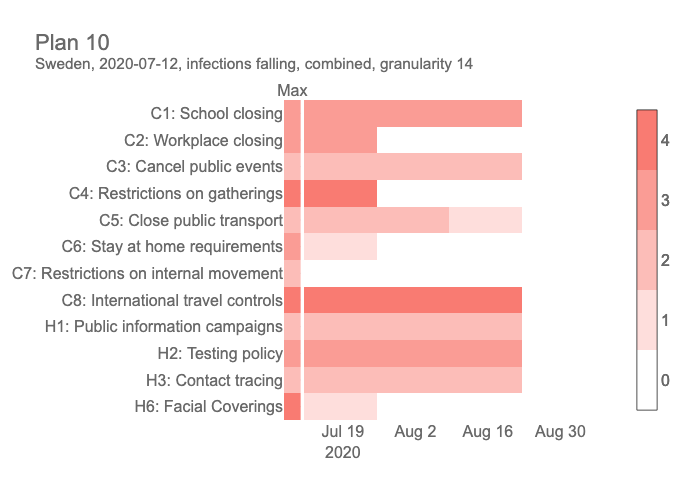 Plan 10
Sweden, 2020-07-12, infections falling, combined, granularity 14
Max
C1: School closing
C2: Workplace closing
C3: Cancel public events
C4: Restrictions on gatherings
C5: Close public transport
C6: Stay at home requirements
C7: Restrictions on internal movement
C8: International travel controls
H1: Public information campaigns
H2: Testing policy
H3: Contact tracing
H6: Facial Coverings
Jul 19 Aug 2 Aug 16 Aug 30
2020
4
3
2
1
0